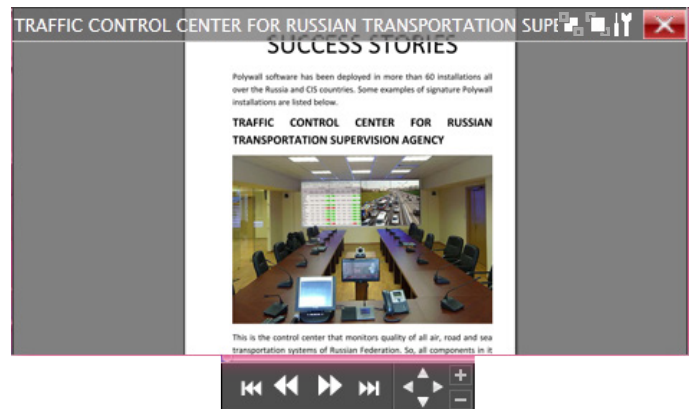 TRAFFIC CONTROL CENTER FOR RUSSIAN TRANSPORTATION SUPE
SUCCESS STORIES
Polywall software has been deployed in more than 60 installations all
over the Russia and CIS countries. Some examples of signature Polywall
installations are listed below.
TRAFFIC CONTROL CENTER FOR RUSSIAN
TRANSPORTATION SUPERVISION AGENCY
This is the control center that monitors quality of all air, road and sea
transportation systems of Russian Federation. So, all components in it